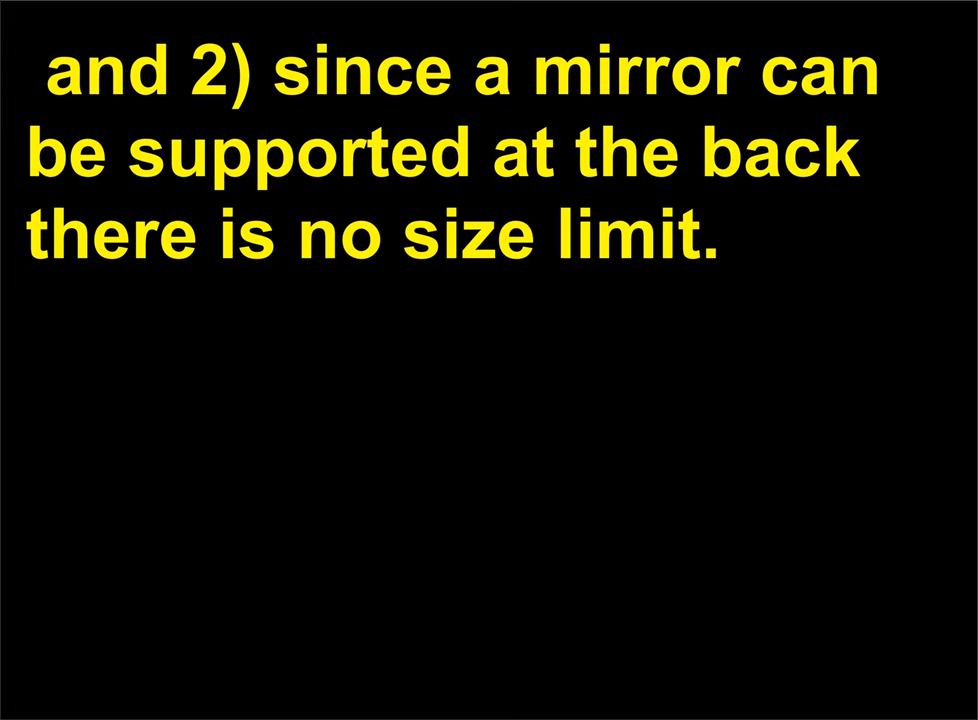 and 2) since a mirror can
be supported at the back
there is no size limit.